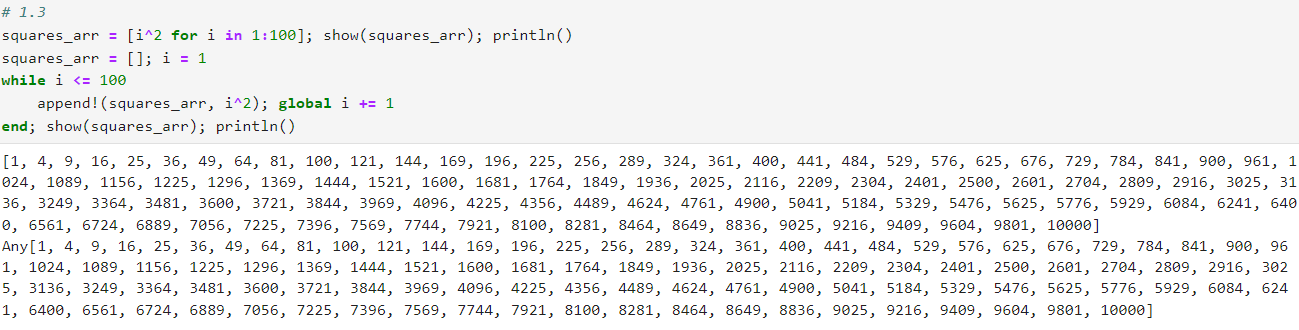 # 1.3
squares_arr = [i^2 for i in 1:100]; show(squares_arr); println()
squares_arr = []; i = 1
while i <= 100
    append!(squares_arr, i^2); global i += 1
end; show(squares_arr); println()
[1, 4, 9, 16, 25, 36, 49, 64, 81, 100, 121, 144, 169, 196, 225, 256, 289, 324, 361, 400, 441, 484, 529, 576, 625, 676, 729, 784, 841, 900, 961, 1
024, 1089, 1156, 1225, 1296, 1369, 1444, 1521, 1600, 1681, 1764, 1849, 1936, 2025, 2116, 2209, 2304, 2401, 2500, 2601, 2704, 2809, 2916, 3025, 31
36, 3249, 3364, 3481, 3600, 3721, 3844, 3969, 4096, 4225, 4356, 4489, 4624, 4761, 4900, 5041, 5184, 5329, 5476, 5625, 5776, 5929, 6084, 6241, 640
0, 6561, 6724, 6889, 7056, 7225, 7396, 7569, 7744, 7921, 8100, 8281, 8464, 8649, 8836, 9025, 9216, 9409, 9604, 9801, 10000]
Any[1, 4, 9, 16, 25, 36, 49, 64, 81, 100, 121, 144, 169, 196, 225, 256, 289, 324, 361, 400, 441, 484, 529, 576, 625, 676, 729, 784, 841, 900, 96
1, 1024, 1089, 1156, 1225, 1296, 1369, 1444, 1521, 1600, 1681, 1764, 1849, 1936, 2025, 2116, 2209, 2304, 2401, 2500, 2601, 2704, 2809, 2916, 302
5, 3136, 3249, 3364, 3481, 3600, 3721, 3844, 3969, 4096, 4225, 4356, 4489, 4624, 4761, 4900, 5041, 5184, 5329, 5476, 5625, 5776, 5929, 6084, 624
1, 6400, 6561, 6724, 6889, 7056, 7225, 7396, 7569, 7744, 7921, 8100, 8281, 8464, 8649, 8836, 9025, 9216, 9409, 9604, 9801, 10000]